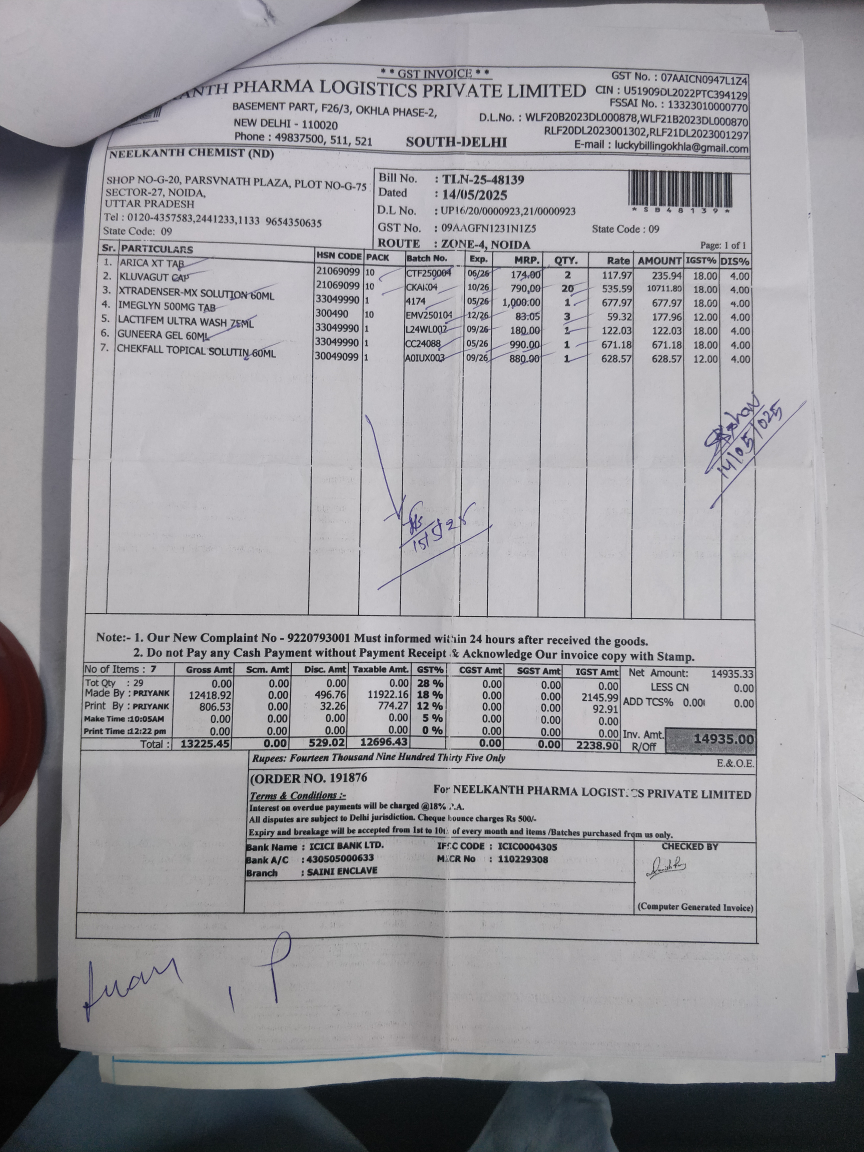 * * GST INVOICE * *
GST No. : 07AAICN0947L1Z4
KANTH PHARMA LOGISTICS PRIVATE LIMITED
CIN : U51909DL2022PTC394129
FSSAI No. : 13323010000770
BASEMENT PART, F26/3, OKHLA PHASE-2,
D.L.No. : WLF20B2023DL000878,WLF21B2023DL000870
NEW DELHI - 110020
RLF20DL2023001302,RLF21DL2023001297
Phone : 49837500, 511, 521
SOUTH-DELHI
E-mail : luckybillingokhla@gmail.com
NEELKANTH CHEMIST (ND)
SHOP NO-G-20, PARSVNATH PLAZA, PLOT NO-G-75
SECTOR-27, NOIDA,
UTTAR PRADESH
Tel : 0120-4357583,2441233,1133 9654350635
State Code: 09
Bill No. : TLN-25-48139
Dated : 14/05/2025
D.L No. : UP16/20/0000923,21/0000923
GST No. : 09AAGFN1231N1Z5 State Code : 09
ROUTE : ZONE-4, NOIDA
* S B 4 8 1 3 9 *
Page: 1 of 1
Sr. PARTICULARS HSN CODE PACK Batch No. Exp. MRP. QTY. Rate AMOUNT IGST% DIS%
1. ARICA XT TAB 21069099 10 CTF250004 06/26 174.00 2 117.97 235.94 18.00 4.00
2. KLUVAGUT CAP 21069099 10 CKAK04 10/26 790.00 20 535.59 10711.80 18.00 4.00
3. XTRADENSER-MX SOLUTION 60ML 33049990 1 4174 05/26 1,000.00 1 677.97 677.97 18.00 4.00
4. IMEGLYN 500MG TAB 300490 10 EMV250104 12/26 83.05 3 59.32 177.96 12.00 4.00
5. LACTIFEM ULTRA WASH 75ML 33049990 1 L24WL002 09/26 180.00 1 122.03 122.03 18.00 4.00
6. GUNEERA GEL 60ML 33049990 1 CC24088 05/26 990.00 1 671.18 671.18 18.00 4.00
7. CHEKFALL TOPICAL SOLUTIN 60ML 30049099 1 A0IUX003 09/26 880.00 1 628.57 628.57 12.00 4.00
14/05/2025
15/5/25
Note:- 1. Our New Complaint No - 9220793001 Must informed within 24 hours after received the goods.
2. Do not Pay any Cash Payment without Payment Receipt & Acknowledge Our invoice copy with Stamp.
No of Items : 7 Gross Amt Scm. Amt Disc. Amt Taxable Amt. GST% CGST Amt SGST Amt IGST Amt Net Amount: 14935.33
Tot Qty : 29 0.00 0.00 0.00 0.00 28 % 0.00 0.00 0.00 LESS CN 0.00
Made By : PRIYANK 12418.92 0.00 496.76 11922.16 18 % 0.00 0.00 2145.99 ADD TCS% 0.00 0.00
Print By : PRIYANK 806.53 0.00 32.26 774.27 12 % 0.00 0.00 92.91
Make Time :10:05AM 0.00 0.00 0.00 0.00 5 % 0.00 0.00 0.00
Print Time :12:22 pm 0.00 0.00 0.00 0.00 0 % 0.00 0.00 0.00 Inv. Amt. 14935.00
Total : 13225.45 0.00 529.02 12696.43 0.00 0.00 2238.90 R/Off
Rupees: Fourteen Thousand Nine Hundred Thirty Five Only
E.& O.E.
(ORDER NO. 191876
Terms & Conditions :-
For NEELKANTH PHARMA LOGISTICS PRIVATE LIMITED
Interest on overdue payments will be charged @18% P.A.
All disputes are subject to Delhi jurisdiction. Cheque bounce charges Rs 500/-
Expiry and breakage will be accepted from 1st to 10th of every month and items /Batches purchased from us only.
Bank Name : ICICI BANK LTD. IFSC CODE : ICIC0004305 CHECKED BY
Bank A/C : 430505000633 MICR No : 110229308
Branch : SAINI ENCLAVE
(Computer Generated Invoice)